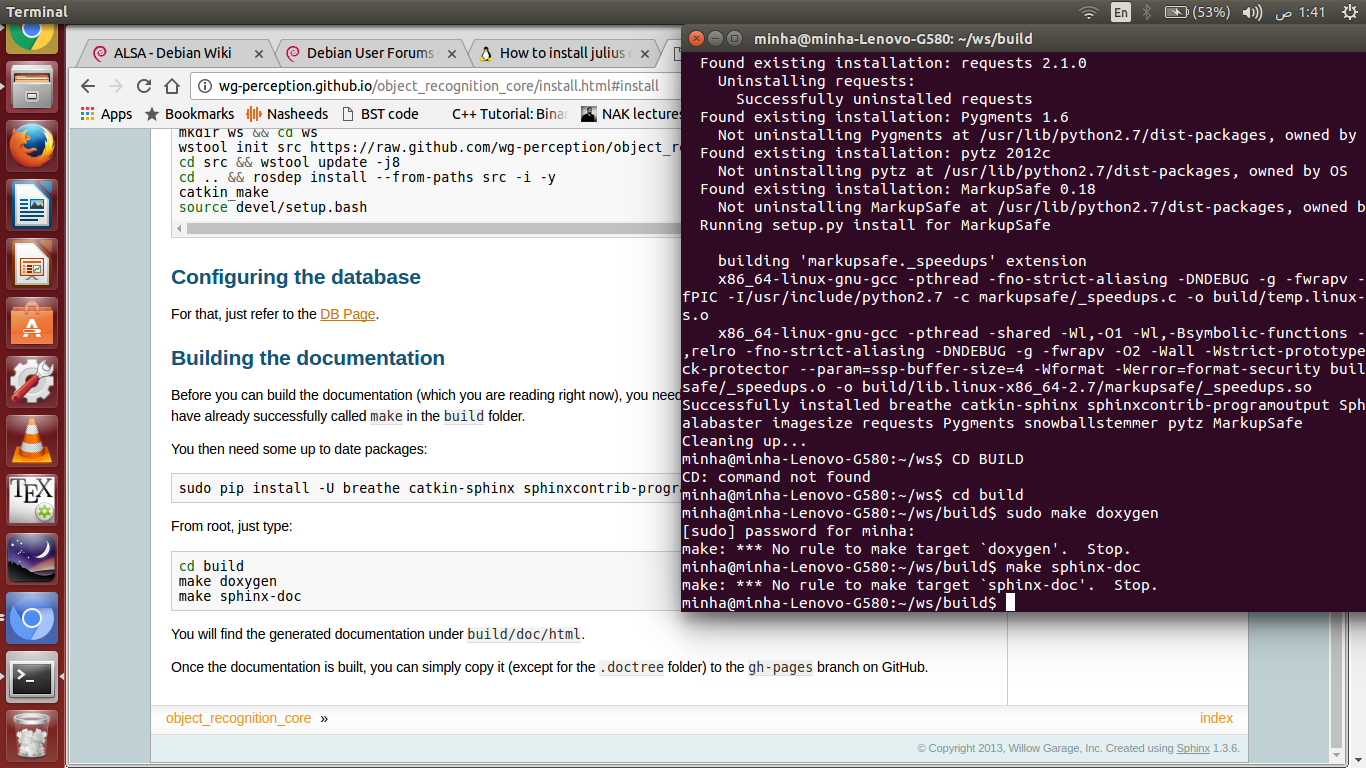 Terminal
En
(53%)
1:41 ص
ALSA - Debian Wiki
Debian User Forums
How to install julius
wg-perception.github.io/object_recognition_core/install.html#install
Apps
Bookmarks
Nasheeds
BST code
C++ Tutorial: Binar
NAK lectures
mkdir ws && cd ws
wstool init src https://raw.github.com/wg-perception/object_re
cd src && wstool update -j8
cd .. && rosdep install --from-paths src -i -y
catkin_make
source devel/setup.bash
Configuring the database
For that, just refer to the DB Page.
Building the documentation
Before you can build the documentation (which you are reading right now), you need
have already successfully called make in the build folder.
You then need some up to date packages:
sudo pip install -U breathe catkin-sphinx sphinxcontrib-progr
From root, just type:
cd build
make doxygen
make sphinx-doc
You will find the generated documentation under build/doc/html.
Once the documentation is built, you can simply copy it (except for the .doctree folder) to the gh-pages branch on GitHub.
object_recognition_core »
index
© Copyright 2013, Willow Garage, Inc. Created using Sphinx 1.3.6.
minha@minha-Lenovo-G580: ~/ws/build
Found existing installation: requests 2.1.0
Uninstalling requests:
Successfully uninstalled requests
Found existing installation: Pygments 1.6
Not uninstalling Pygments at /usr/lib/python2.7/dist-packages, owned by
Found existing installation: pytz 2012c
Not uninstalling pytz at /usr/lib/python2.7/dist-packages, owned by OS
Found existing installation: MarkupSafe 0.18
Not uninstalling MarkupSafe at /usr/lib/python2.7/dist-packages, owned b
Running setup.py install for MarkupSafe
building 'markupsafe._speedups' extension
x86_64-linux-gnu-gcc -pthread -fno-strict-aliasing -DNDEBUG -g -fwrapv -
fPIC -I/usr/include/python2.7 -c markupsafe/_speedups.c -o build/temp.linux-
s.o
x86_64-linux-gnu-gcc -pthread -shared -Wl,-O1 -Wl,-Bsymbolic-functions -
,relro -fno-strict-aliasing -DNDEBUG -g -fwrapv -O2 -Wall -Wstrict-prototype
ck-protector --param=ssp-buffer-size=4 -Wformat -Werror=format-security buil
safe/_speedups.o -o build/lib.linux-x86_64-2.7/markupsafe/_speedups.so
Successfully installed breathe catkin-sphinx sphinxcontrib-programoutput Sph
alabaster imagesize requests Pygments snowballstemmer pytz MarkupSafe
Cleaning up...
minha@minha-Lenovo-G580:~/ws$ CD BUILD
CD: command not found
minha@minha-Lenovo-G580:~/ws$ cd build
minha@minha-Lenovo-G580:~/ws/build$ sudo make doxygen
[sudo] password for minha:
make: *** No rule to make target `doxygen'.  Stop.
minha@minha-Lenovo-G580:~/ws/build$ make sphinx-doc
make: *** No rule to make target `sphinx-doc'.  Stop.
minha@minha-Lenovo-G580:~/ws/build$